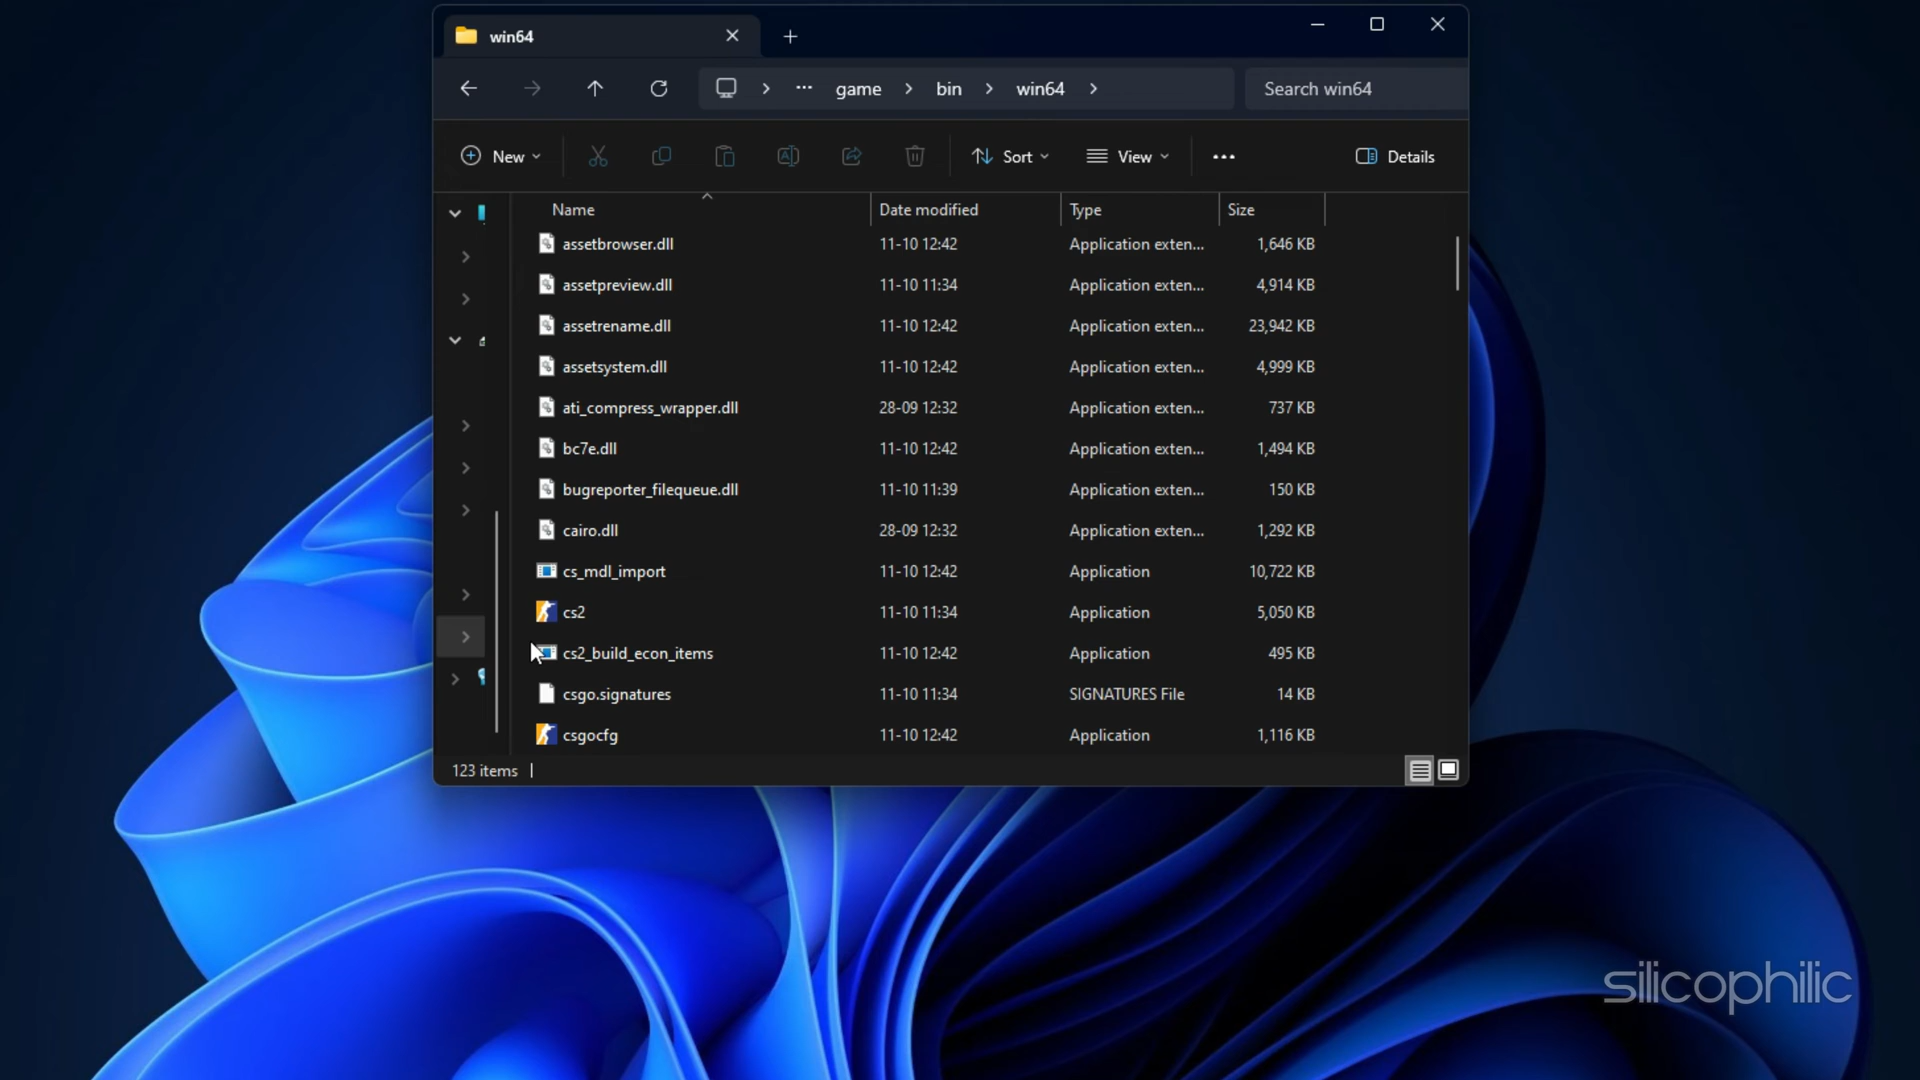 win64
game bin win64 Search win64
New Sort View Details
Name Date modified Type Size
assetbrowser.dll 11-10 12:42 Application exten... 1,646 KB
assetpreview.dll 11-10 11:34 Application exten... 4,914 KB
assetrename.dll 11-10 12:42 Application exten... 23,942 KB
assetsystem.dll 11-10 12:42 Application exten... 4,999 KB
ati_compress_wrapper.dll 28-09 12:32 Application exten... 737 KB
bc7e.dll 11-10 12:42 Application exten... 1,494 KB
bugreporter_filequeue.dll 11-10 11:39 Application exten... 150 KB
cairo.dll 28-09 12:32 Application exten... 1,292 KB
cs_mdl_import 11-10 12:42 Application 10,722 KB
cs2 11-10 11:34 Application 5,050 KB
cs2_build_econ_items 11-10 12:42 Application 495 KB
csgo.signatures 11-10 11:34 SIGNATURES File 14 KB
csgocfg 11-10 12:42 Application 1,116 KB
123 items
silicophilic